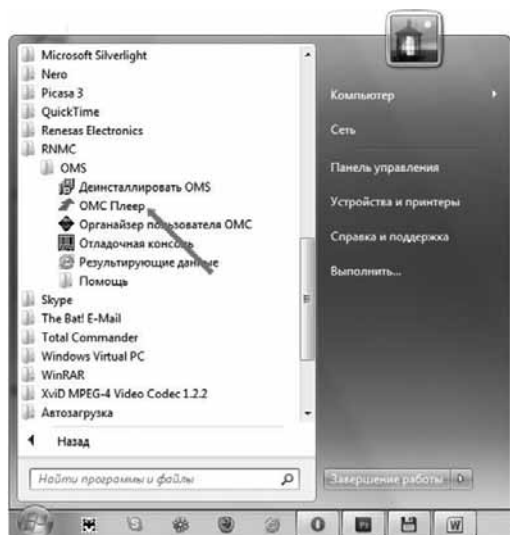 Microsoft Silverlight
Nero
Picasa 3
QuickTime
Renesas Electronics
RNMC
OMS
Деинсталлировать OMS
ОМС Плеер
Органайзер пользователя ОМС
Отладочная консоль
Результирующие данные
Помощь
Skype
The Bat! E-Mail
Total Commander
Windows Virtual PC
WinRAR
XviD MPEG-4 Video Codec 1.2.2
Автозагрузка
Назад
Найти программы и файлы
Компьютер
Сеть
Панель управления
Устройства и принтеры
Справка и поддержка
Выполнить...
Завершение работы